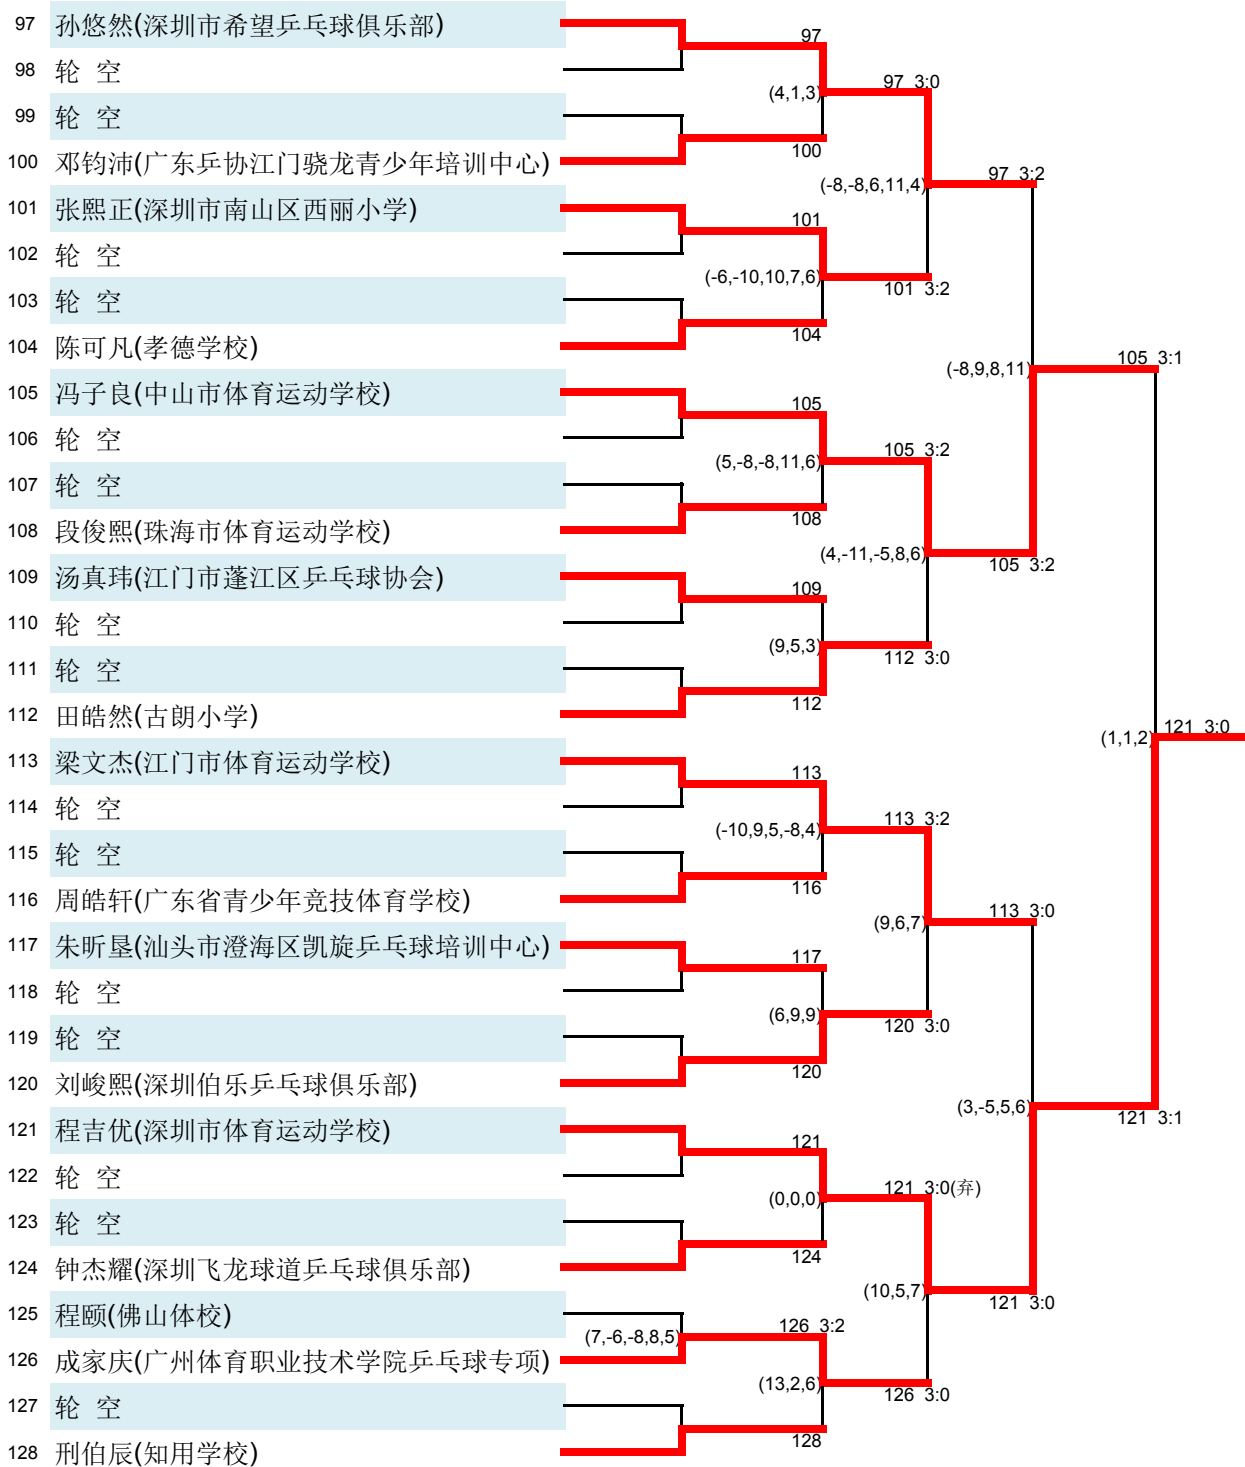 97 孙悠然(深圳市希望乒乓球俱乐部)
97
98 轮 空
97 3:0
(4,1,3)
99 轮 空
100
100 邓钧沛(广东乒协江门骁龙青少年培训中心)
97 3:2
(-8,-8,6,11,4)
101 张熙正(深圳市南山区西丽小学)
101
102 轮 空
(-6,-10,10,7,6)
101 3:2
103 轮 空
104
104 陈可凡(孝德学校)
105 3:1
(-8,9,8,11)
105 冯子良(中山市体育运动学校)
105
106 轮 空
105 3:2
(5,-8,-8,11,6)
107 轮 空
108
108 段俊熙(珠海市体育运动学校)
(4,-11,-5,8,6)
105 3:2
109 汤真玮(江门市蓬江区乒乓球协会)
109
110 轮 空
(9,5,3)
112 3:0
111 轮 空
112
112 田皓然(古朗小学)
121 3:0
(1,1,2)
113 梁文杰(江门市体育运动学校)
113
114 轮 空
113 3:2
(-10,9,5,-8,4)
115 轮 空
116
116 周皓轩(广东省青少年竞技体育学校)
113 3:0
(9,6,7)
117 朱昕垦(汕头市澄海区凯旋乒乓球培训中心)
117
118 轮 空
(6,9,9)
120 3:0
119 轮 空
120
120 刘峻熙(深圳伯乐乒乓球俱乐部)
(3,-5,5,6)
121 3:1
121 程吉优(深圳市体育运动学校)
121
122 轮 空
121 3:0(弃)
(0,0,0)
123 轮 空
124
124 钟杰耀(深圳飞龙球道乒乓球俱乐部)
(10,5,7)
121 3:0
125 程颐(佛山体校)
126 3:2
(7,-6,-8,8,5)
126 成家庆(广州体育职业技术学院乒乓球专项)
(13,2,6)
126 3:0
127 轮 空
128
128 刑伯辰(知用学校)